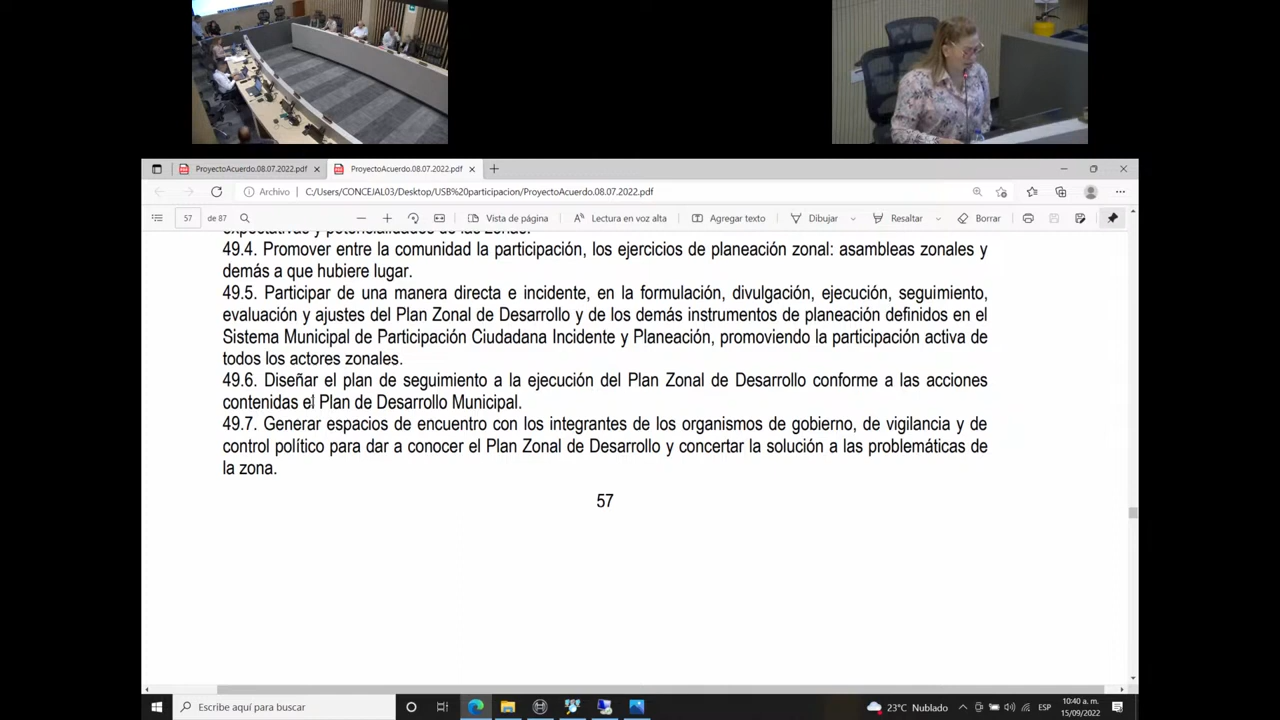 ProyectoAcuerdo.08.07.2022.pdf
ProyectoAcuerdo.08.07.2022.pdf
Archivo
C:/Users/CONCEJAL03/Desktop/USB%20participacion/ProyectoAcuerdo.08.07.2022.pdf
57 de 87
Vista de página
Lectura en voz alta
Agregar texto
Dibujar
Resaltar
Borrar
expectativas y potencialidades de las zonas.
49.4. Promover entre la comunidad la participación, los ejercicios de planeación zonal: asambleas zonales y
demás a que hubiere lugar.
49.5. Participar de una manera directa e incidente, en la formulación, divulgación, ejecución, seguimiento,
evaluación y ajustes del Plan Zonal de Desarrollo y de los demás instrumentos de planeación definidos en el
Sistema Municipal de Participación Ciudadana Incidente y Planeación, promoviendo la participación activa de
todos los actores zonales.
49.6. Diseñar el plan de seguimiento a la ejecución del Plan Zonal de Desarrollo conforme a las acciones
contenidas el Plan de Desarrollo Municipal.
49.7. Generar espacios de encuentro con los integrantes de los organismos de gobierno, de vigilancia y de
control político para dar a conocer el Plan Zonal de Desarrollo y concertar la solución a las problemáticas de
la zona.
57
Escribe aquí para buscar
23°C Nublado
ESP
10:40 a. m.
15/09/2022